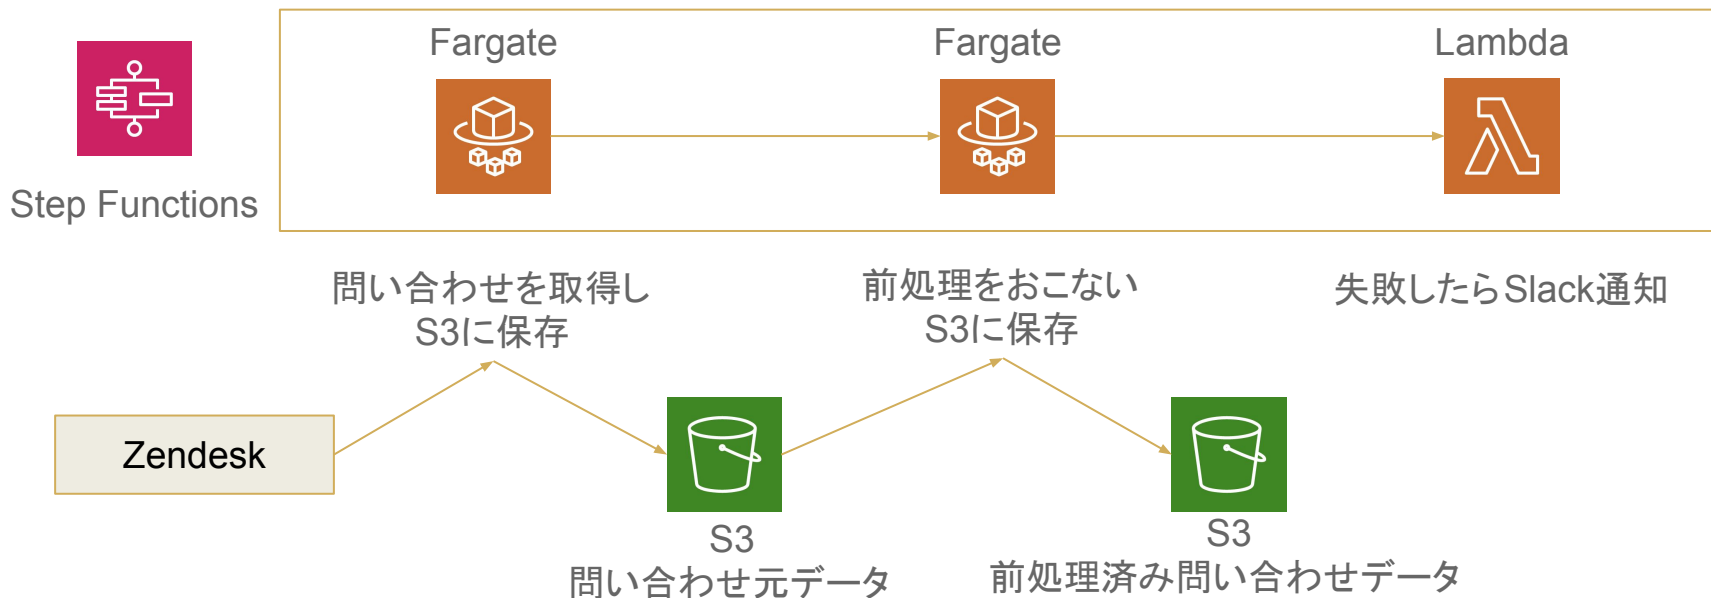 Fargate
Fargate
Lambda
Step Functions
問い合わせを取得し
S3に保存
前処理をおこない
S3に保存
失敗したらSlack通知
Zendesk
S3
問い合わせ元データ
S3
前処理済み問い合わせデータ